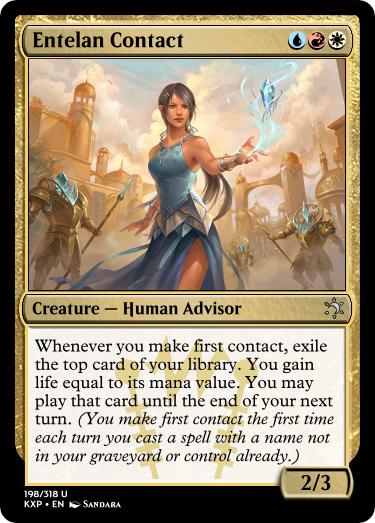 Entelan Contact
Creature — Human Advisor
Whenever you make first contact, exile
the top card of your library. You gain
life equal to its mana value. You may
play that card until the end of your next
turn. (You make first contact the first time
each turn you cast a spell with a name not
in your graveyard or control already.)
2/3
198/318 U
KXP • EN Sandara